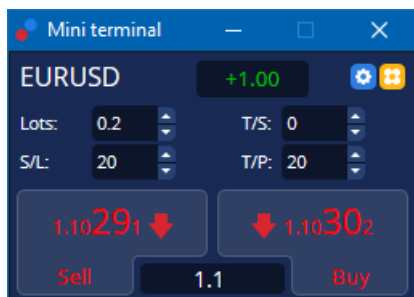 Mini terminal
EURUSD +1.00
Lots: 0.2 T/S: 0
S/L: 20 T/P: 20
1.10291 1.10302
Sell 1.1 Buy